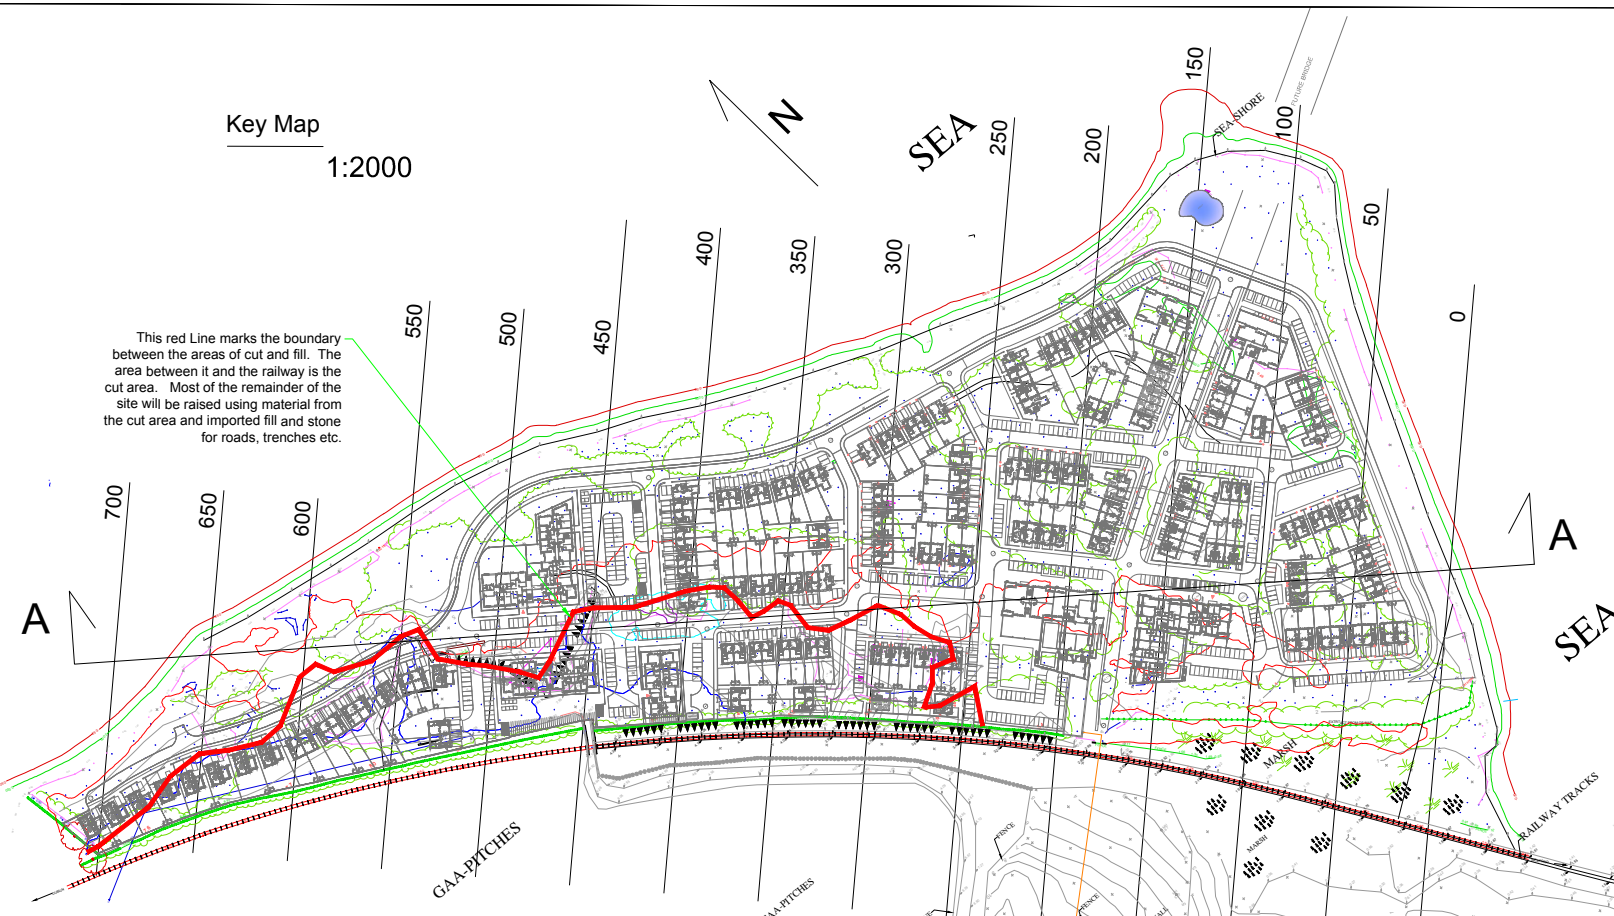 Key Map
1:2000
N
SEA
150
SEA-SHORE
FUTURE BRIDGE
100
250
200
50
400
350
300
0
550
500
450
This red Line marks the boundary
between the areas of cut and fill. The
area between it and the railway is the
cut area. Most of the remainder of the
site will be raised using material from
the cut area and imported fill and stone
for roads, trenches etc.
700
650
600
A
A
SEA
MARSH
MARSH
RAILWAY TRACKS
GAA-PITCHES
GAA-PITCHES
FENCE
FENCE